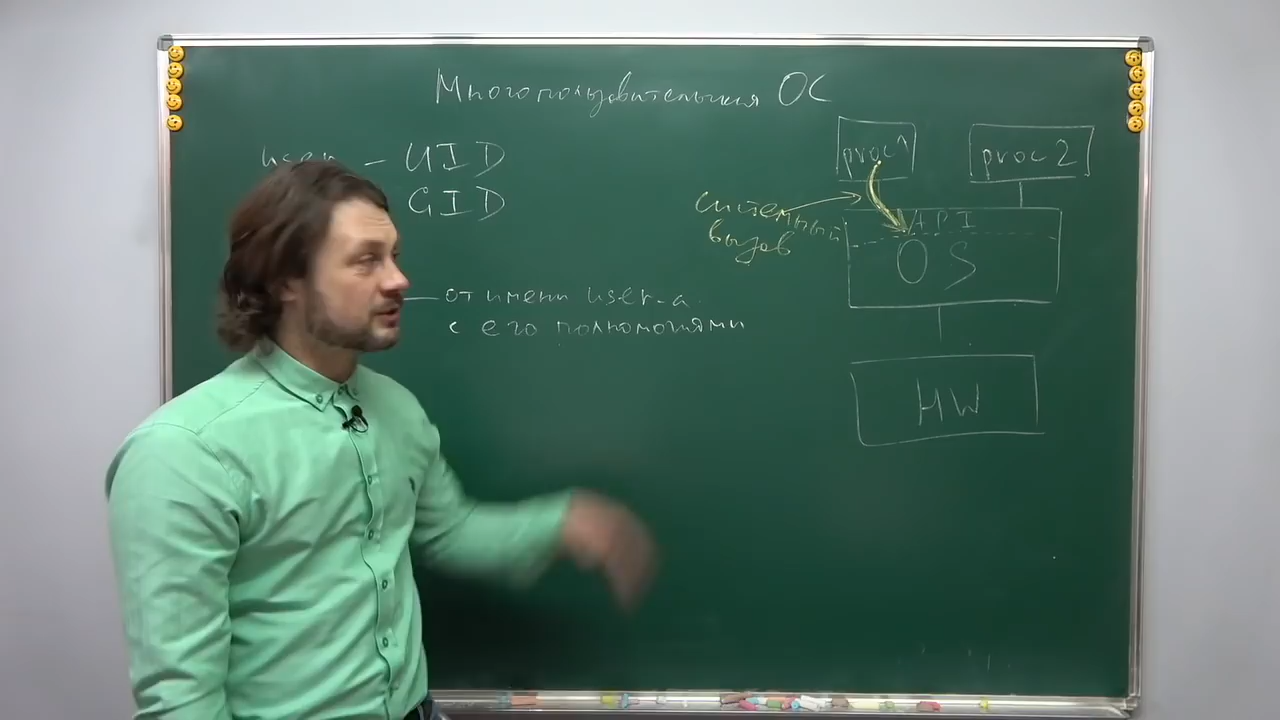 Многопользовательская ОС
user - UID
GID
— от имени user-а
с его полномочиями
proc 1
proc 2
системный
вызов
API
OS
HW